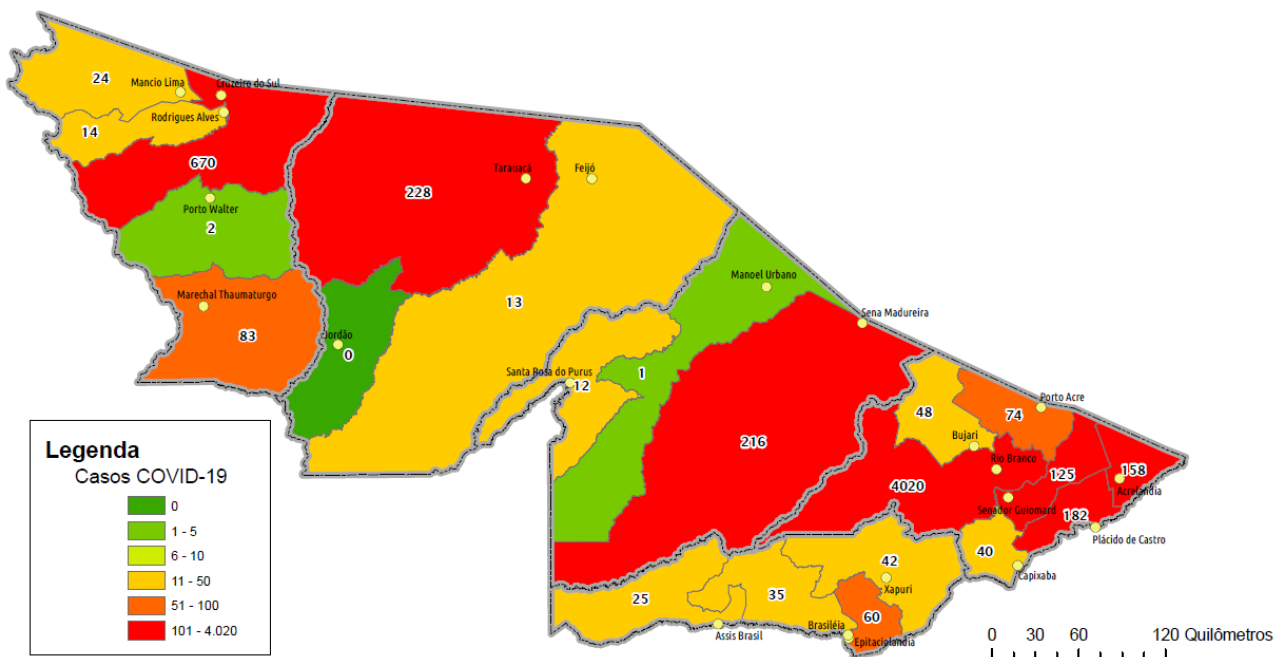 24
Mancio Lima
Cruzeiro do Sul
Rodrigues Alves
14
670
Tarauacá
Feijó
228
Porto Walter
2
Manoel Urbano
Marechal Thaumaturgo
13
Sena Madureira
83
Jordão
0
Santa Rosa do Purus
12
1
Porto Acre
48
74
Bujari
216
Rio Branco
4020
125
158
Acrelandia
Senador Guiomard
182
Plácido de Castro
40
42
Capixaba
Xapuri
25
35
60
Assis Brasil
Brasiléia
Epitaciolandia
Legenda
Casos COVID-19
0
1 - 5
6 - 10
11 - 50
51 - 100
101 - 4.020
0 30 60 120 Quilômetros